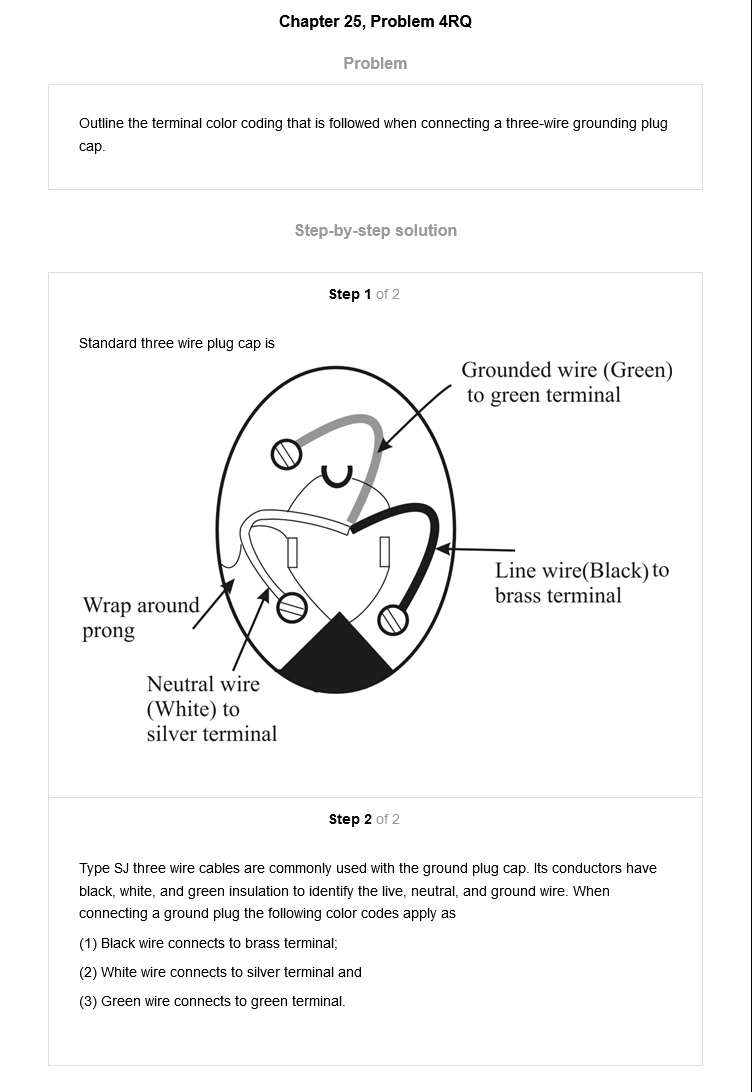 Chapter 25, Problem 4RQ
Problem
Outline the terminal color coding that is followed when connecting a three-wire grounding plug
cap.
Step-by-step solution
Step 1 of 2
Standard three wire plug cap is
Grounded wire (Green)
to green terminal
Line wire(Black) to
brass terminal
Wrap around
prong
Neutral wire
(White) to
silver terminal
Step 2 of 2
Type SJ three wire cables are commonly used with the ground plug cap. Its conductors have
black, white, and green insulation to identify the live, neutral, and ground wire. When
connecting a ground plug the following color codes apply as
(1) Black wire connects to brass terminal;
(2) White wire connects to silver terminal and
(3) Green wire connects to green terminal.